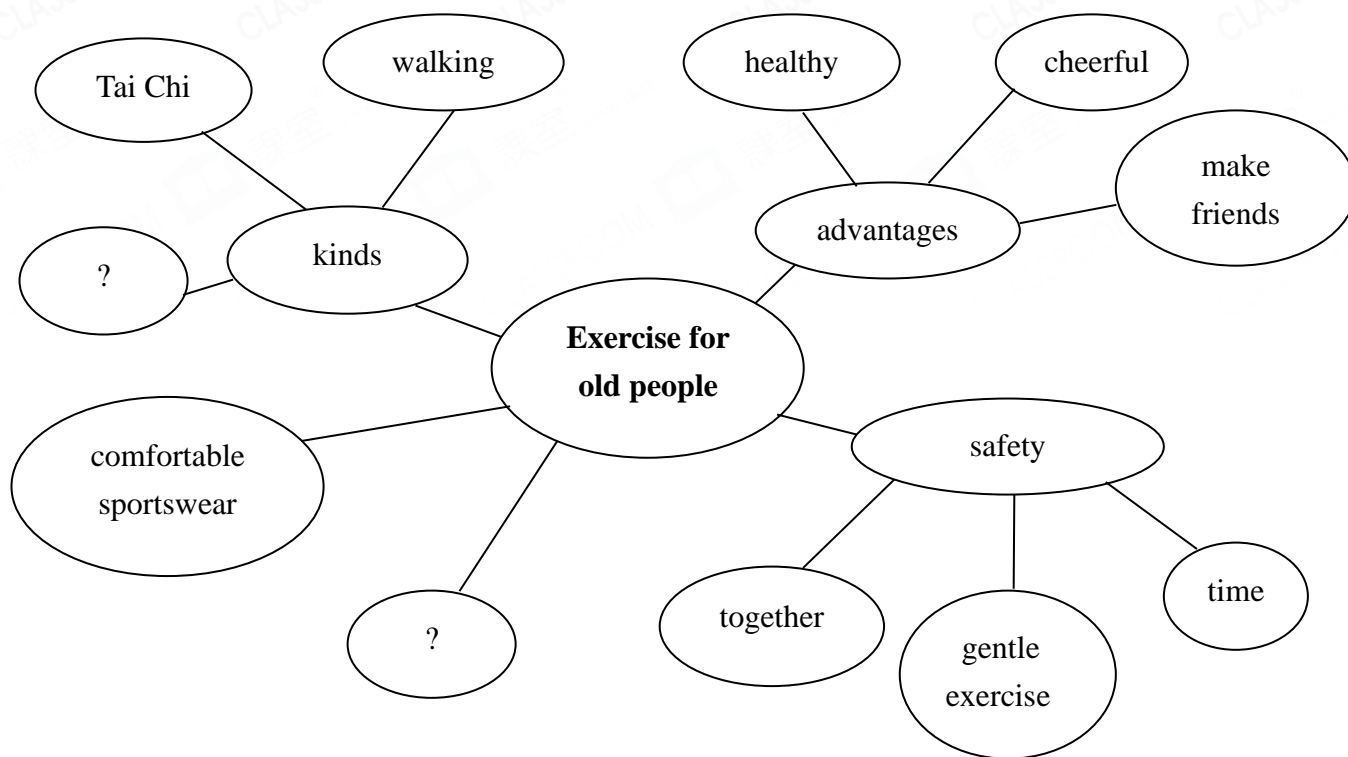 Tai Chi
walking
healthy
cheerful
make
friends
kinds
advantages
?
Exercise for
old people
comfortable
sportswear
safety
?
together
gentle
exercise
time